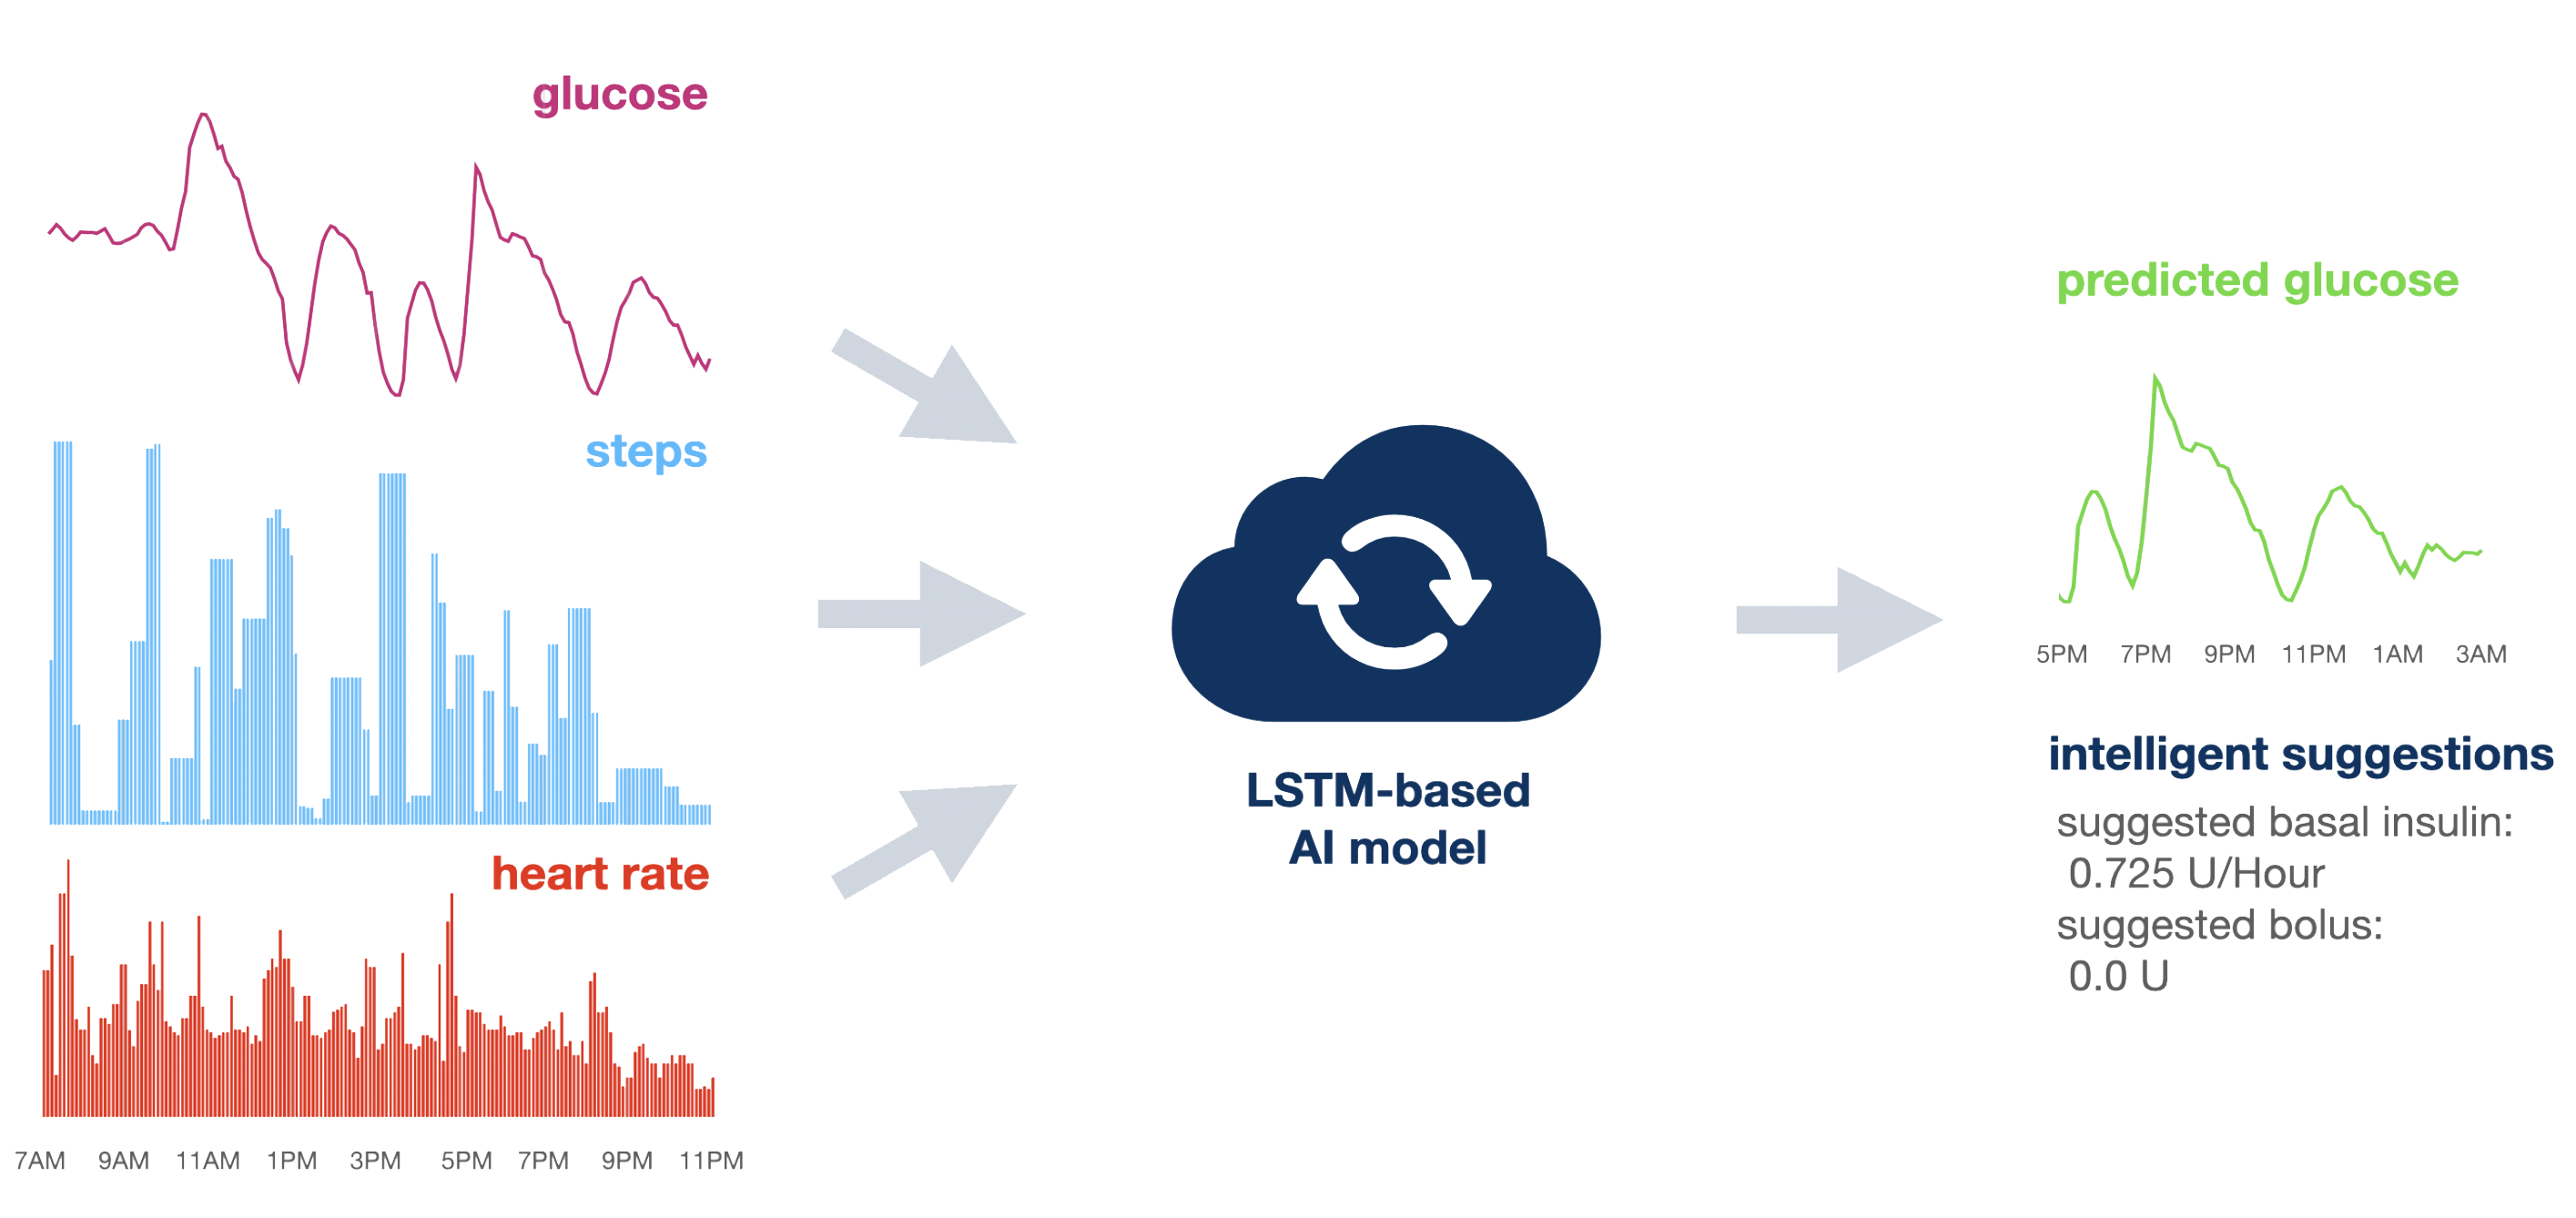 glucose
steps
heart rate
7AM 9AM 11AM 1PM 3PM 5PM 7PM 9PM 11PM
LSTM-based
AI model
predicted glucose
5PM 7PM 9PM 11PM 1AM 3AM
intelligent suggestions
suggested basal insulin:
0.725 U/Hour
suggested bolus:
0.0 U